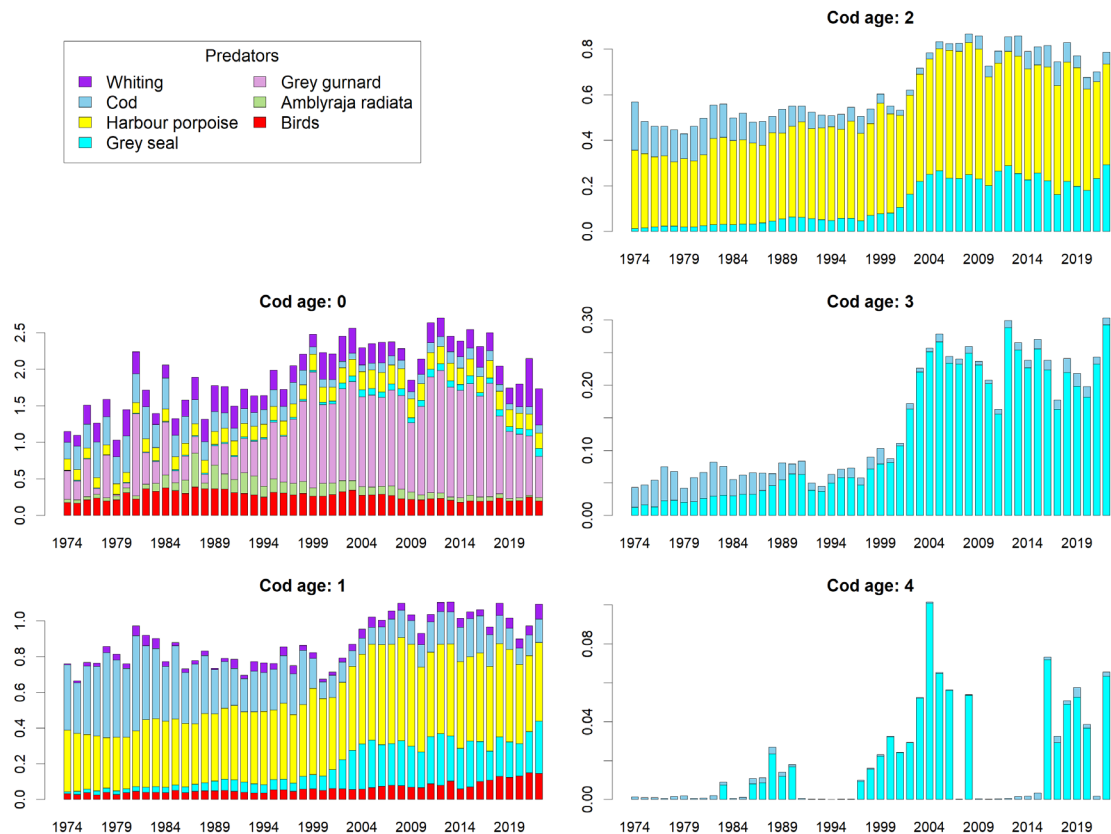 Predators
Whiting
Cod
Harbour porpoise
Grey seal
Grey gurnard
Amblyraja radiata
Birds
Cod age: 2
0.0 0.2 0.4 0.6 0.8
1974 1979 1984 1989 1994 1999 2004 2009 2014 2019
Cod age: 0
0.0 0.5 1.0 1.5 2.0 2.5
1974 1979 1984 1989 1994 1999 2004 2009 2014 2019
Cod age: 3
0.00 0.10 0.20 0.30
1974 1979 1984 1989 1994 1999 2004 2009 2014 2019
Cod age: 1
0.0 0.2 0.4 0.6 0.8 1.0
1974 1979 1984 1989 1994 1999 2004 2009 2014 2019
Cod age: 4
0.00 0.04 0.08
1974 1979 1984 1989 1994 1999 2004 2009 2014 2019